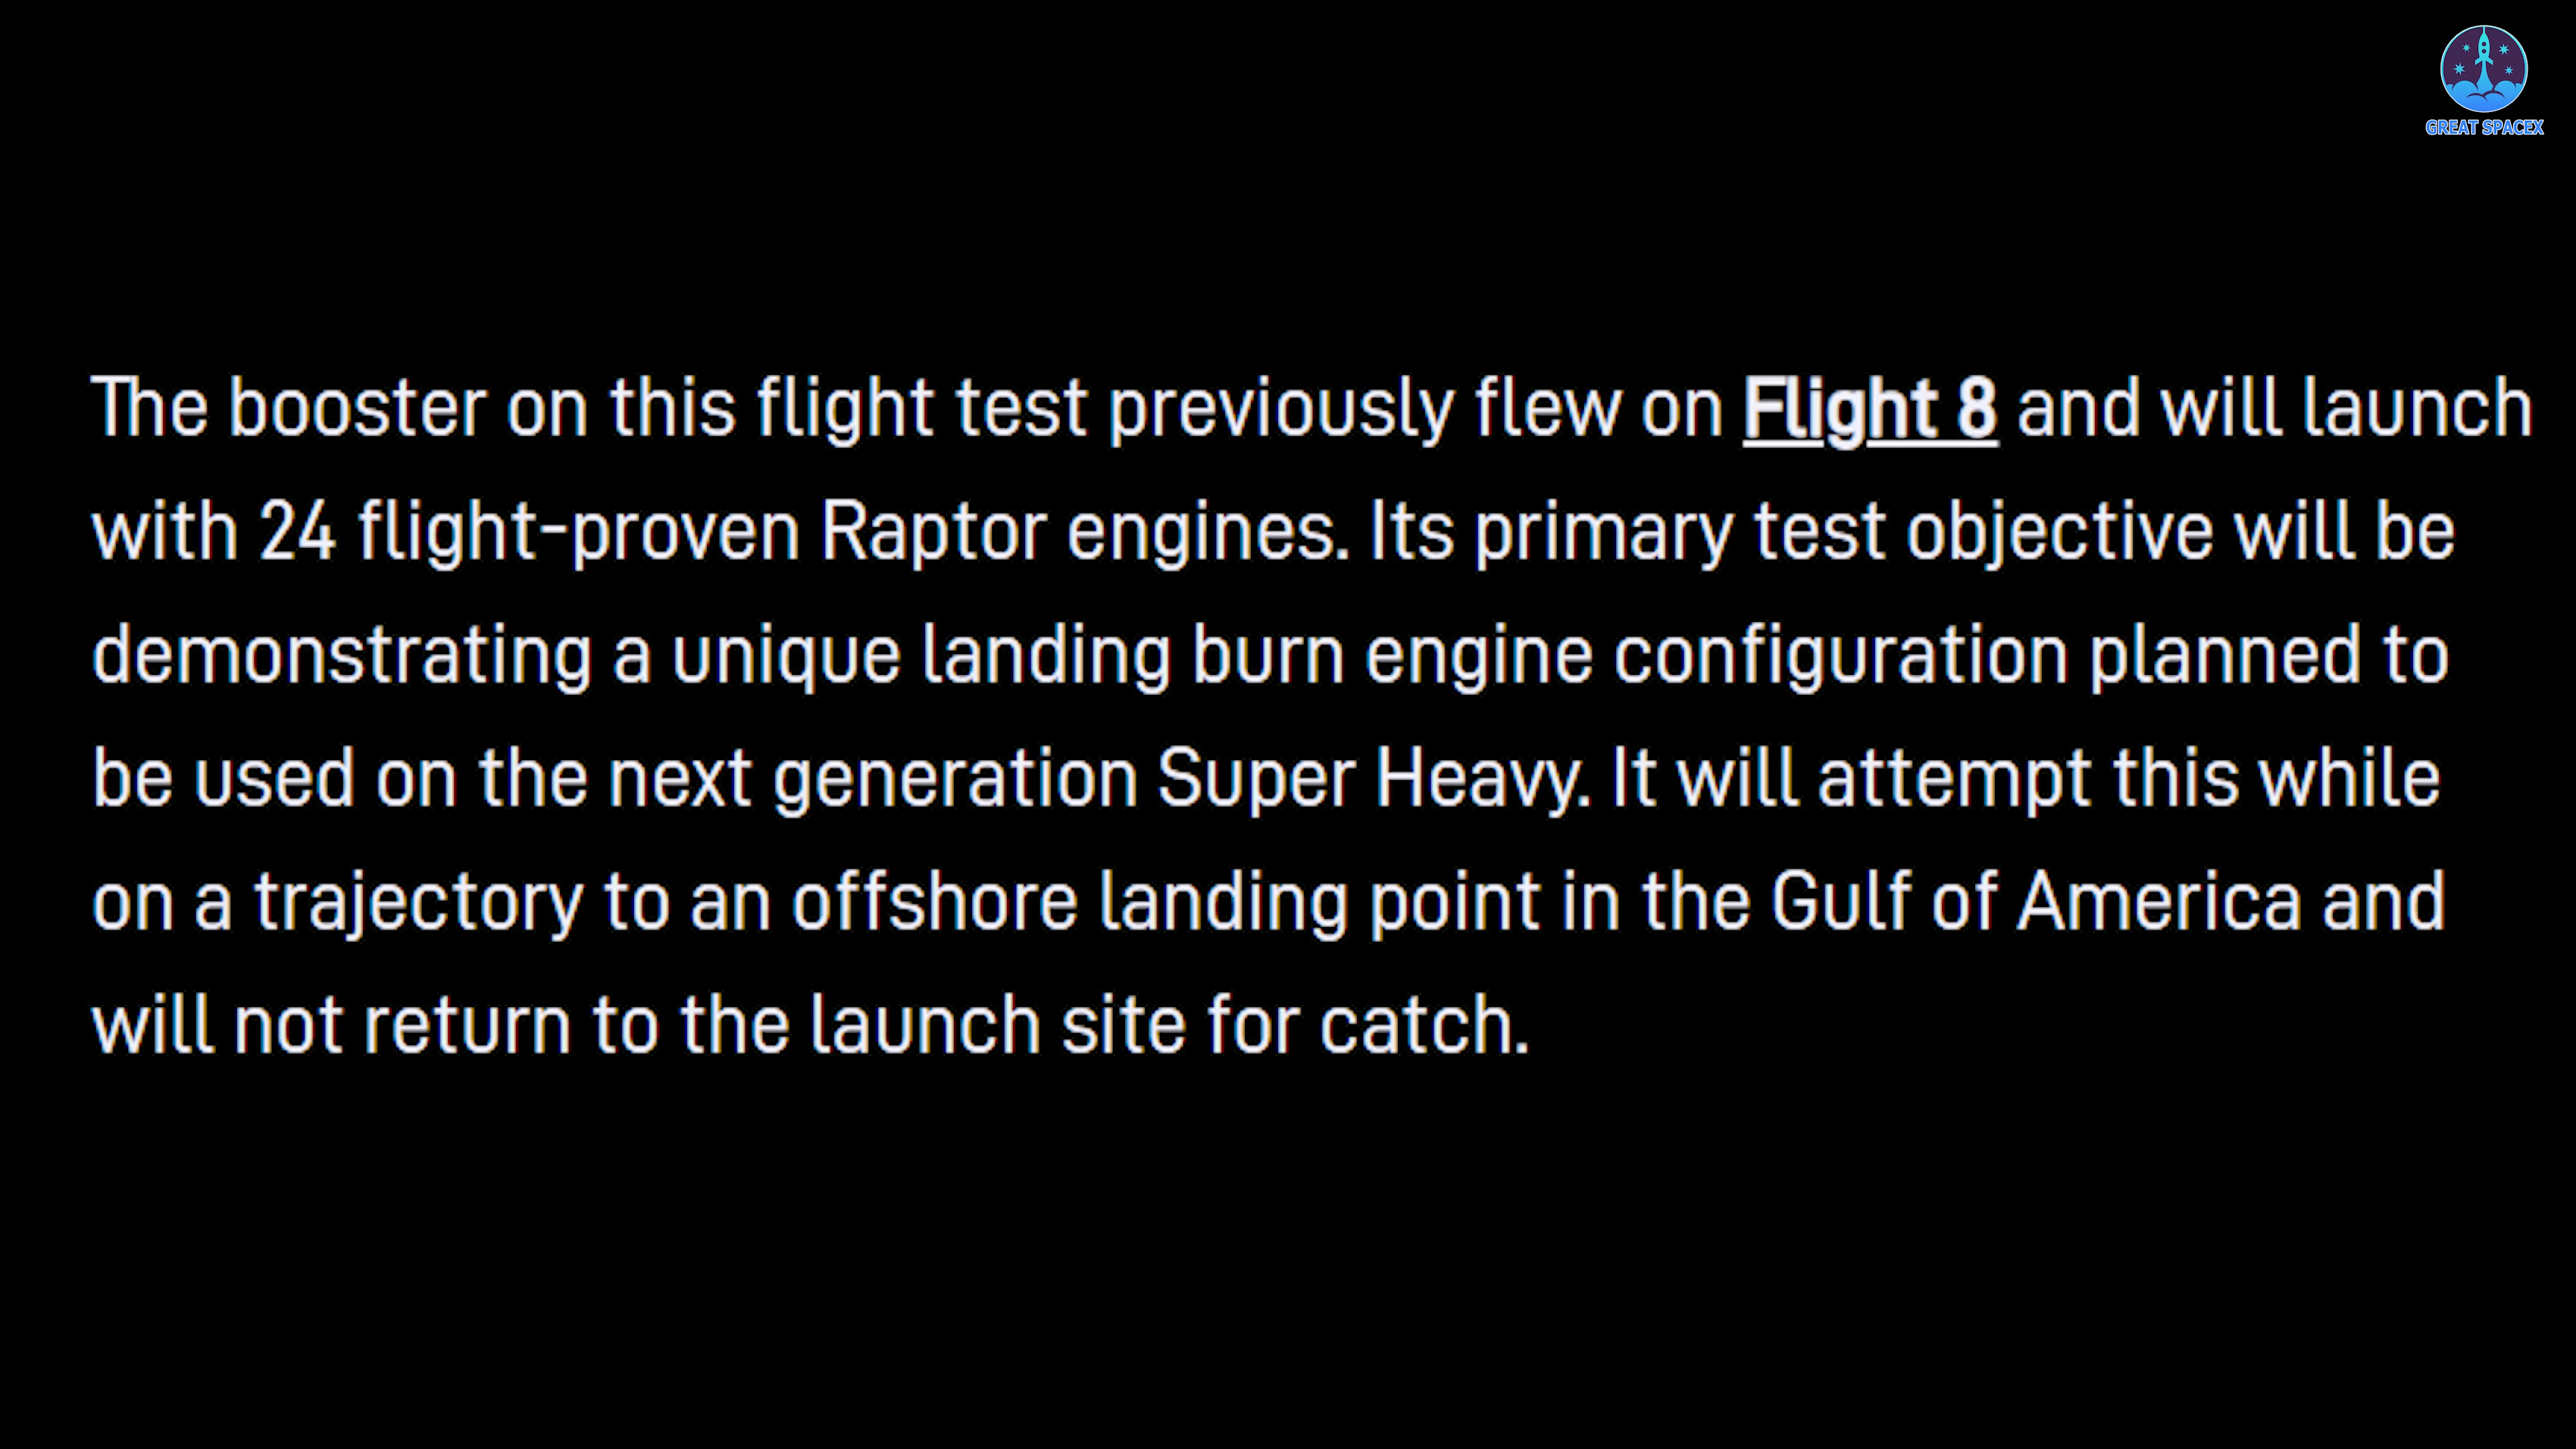 GREAT SPACEX
The booster on this flight test previously flew on Flight 8 and will launch
with 24 flight-proven Raptor engines. Its primary test objective will be
demonstrating a unique landing burn engine configuration planned to
be used on the next generation Super Heavy. It will attempt this while
on a trajectory to an offshore landing point in the Gulf of America and
will not return to the launch site for catch.